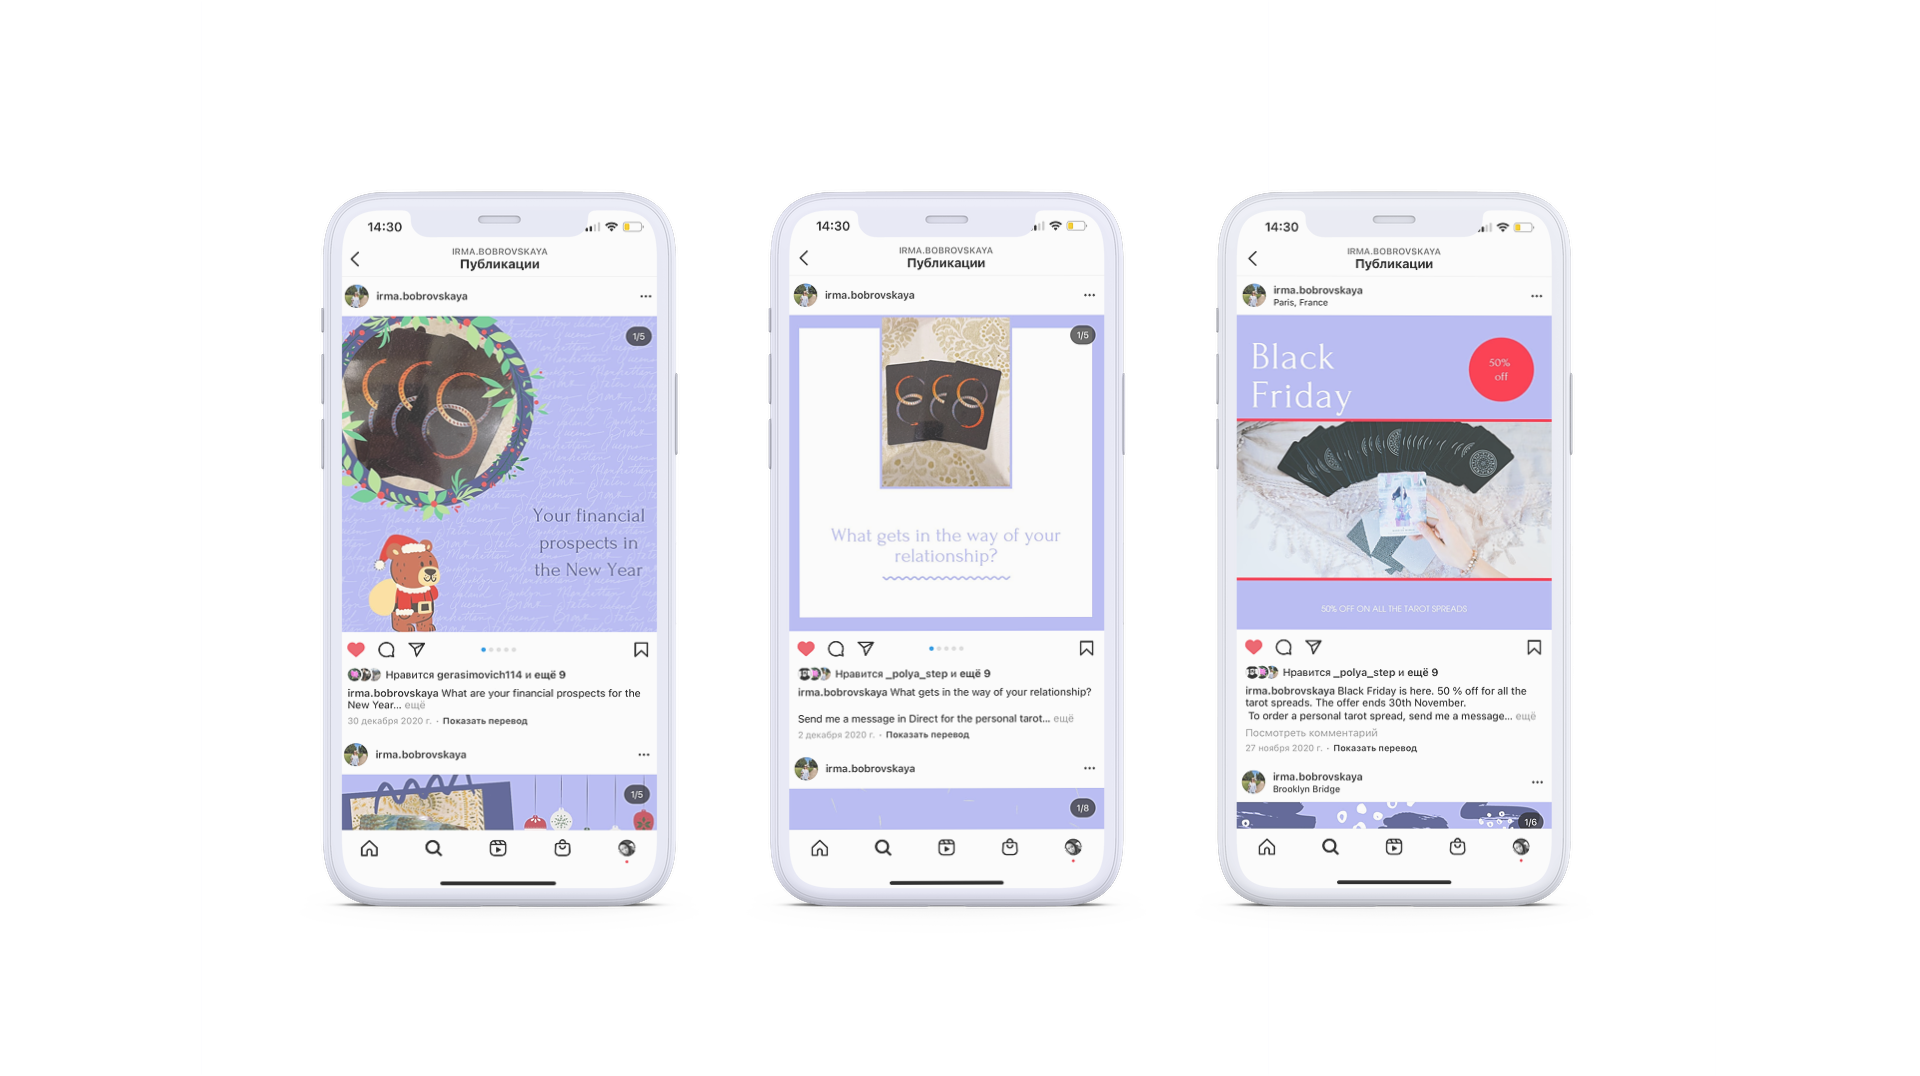 14:30
IRMA.BOBROVSKAYA
Публикации
irma.bobrovskaya
1/5
Your financial
prospects in
the New Year
Нравится gerasimovich114 и ещё 9
irma.bobrovskaya What are your financial prospects for the
New Year... ещё
30 декабря 2020 г. · Показать перевод
irma.bobrovskaya
1/5
14:30
IRMA.BOBROVSKAYA
Публикации
irma.bobrovskaya
1/5
What gets in the way of your
relationship?
Нравится _polya_step и ещё 9
irma.bobrovskaya What gets in the way of your relationship?
Send me a message in Direct for the personal tarot... ещё
2 декабря 2020 г. · Показать перевод
irma.bobrovskaya
1/8
14:30
IRMA.BOBROVSKAYA
Публикации
irma.bobrovskaya
Paris, France
Black
Friday
50%
off
50% OFF ON ALL THE TAROT SPREADS
Нравится _polya_step и ещё 9
irma.bobrovskaya Black Friday is here. 50 % off for all the
tarot spreads. The offer ends 30th November.
To order a personal tarot spread, send me a message... ещё
Посмотреть комментарий
27 ноября 2020 г. · Показать перевод
irma.bobrovskaya
Brooklyn Bridge
1/6